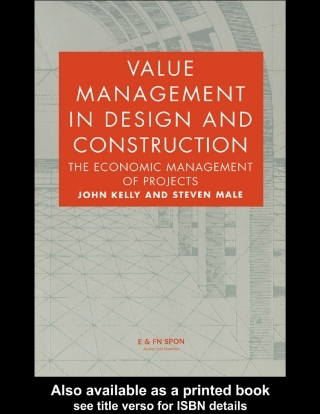 VALUE
MANAGEMENT
IN DESIGN AND
CONSTRUCTION
THE ECONOMIC MANAGEMENT
OF PROJECTS
JOHN KELLY AND STEVEN MALE
E & FN SPON
Also available as a printed book
see title verso for ISBN details